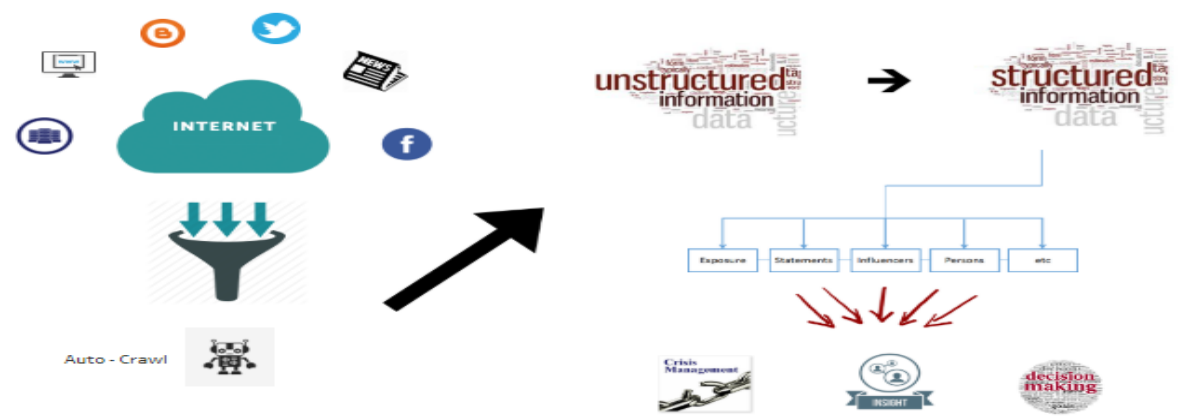 B
www
NEWS
INTERNET
f
Auto - Crawl
unstructured
information
data
structured
information
data
Exposure
Statements
Influencers
Persons
etc
Crisis
Management
INSIGHT
decision
making